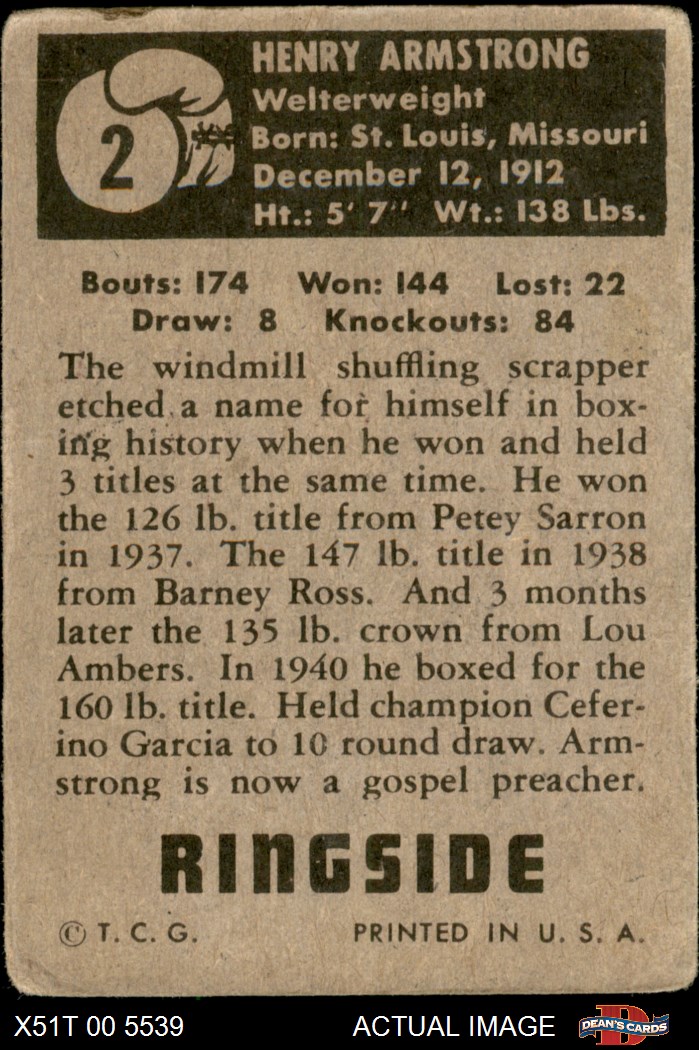 2
HENRY ARMSTRONG
Welterweight
Born: St. Louis, Missouri
December 12, 1912
Ht.: 5' 7'' Wt.: 138 Lbs.
Bouts: 174 Won: 144 Lost: 22
Draw: 8 Knockouts: 84
The windmill shuffling scrapper
etched a name for himself in box-
ing history when he won and held
3 titles at the same time. He won
the 126 lb. title from Petey Sarron
in 1937. The 147 lb. title in 1938
from Barney Ross. And 3 months
later the 135 lb. crown from Lou
Ambers. In 1940 he boxed for the
160 lb. title. Held champion Cefer-
ino Garcia to 10 round draw. Arm-
strong is now a gospel preacher.
RINGSIDE
© T. C. G. PRINTED IN U. S. A.
X51T 00 5539 ACTUAL IMAGE D DEAN'S CARDS